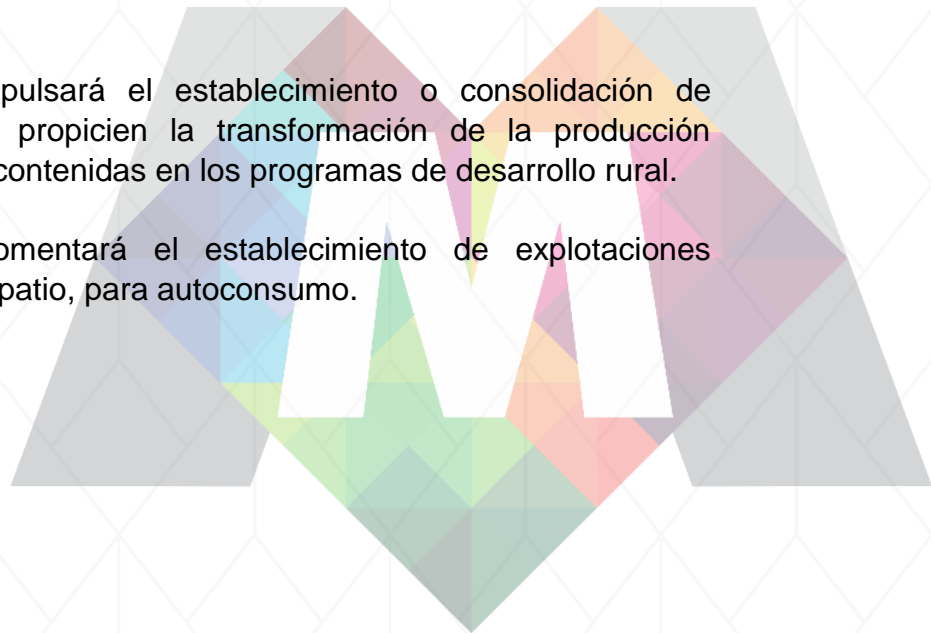 pulsará el establecimiento o consolidación de
propicien la transformación de la producción
contenidas en los programas de desarrollo rural.
omentará el establecimiento de explotaciones
patio, para autoconsumo.
M